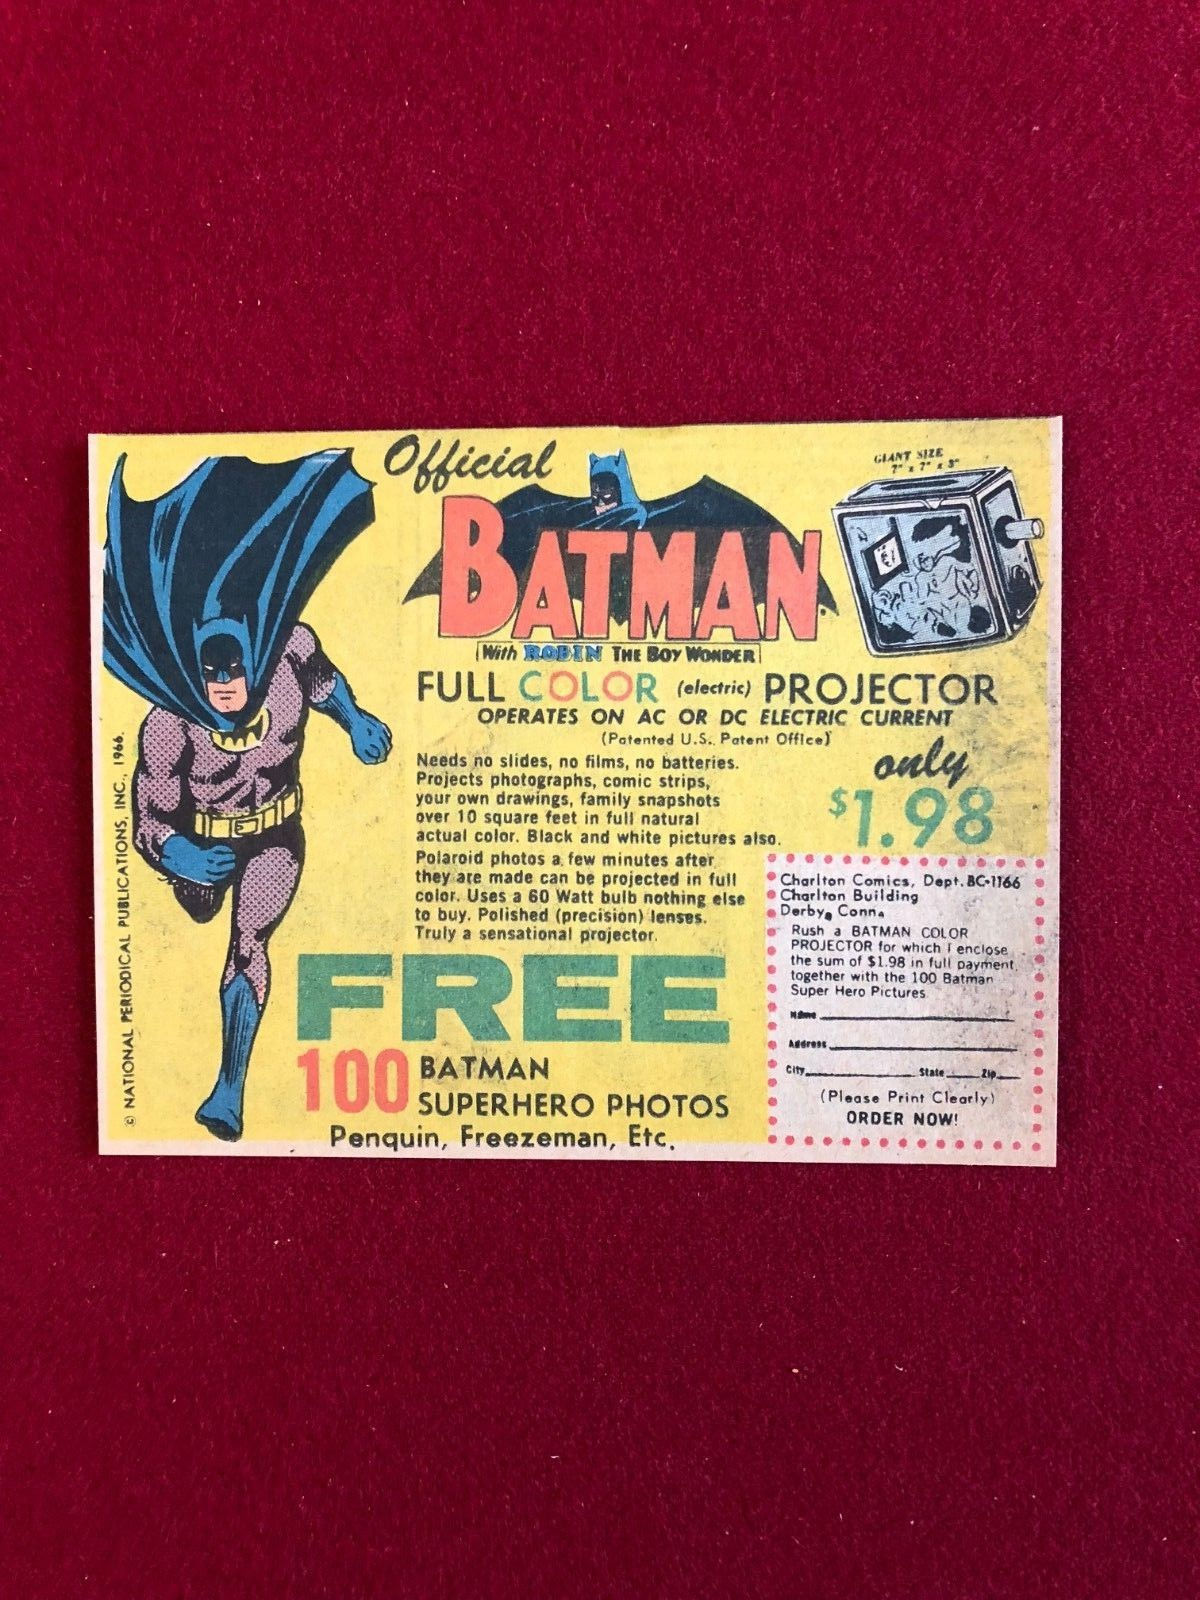 Official
BATMAN
With ROBIN THE BOY WONDER
GIANT SIZE
7" x 7" x 3"
FULL COLOR (electric) PROJECTOR
OPERATES ON AC OR DC ELECTRIC CURRENT
(Patented U.S. Patent Office)
Needs no slides, no films, no batteries.
Projects photographs, comic strips,
your own drawings, family snapshots
over 10 square feet in full natural
actual color. Black and white pictures also.
Polaroid photos a few minutes after
they are made can be projected in full
color. Uses a 60 Watt bulb nothing else
to buy. Polished (precision) lenses.
Truly a sensational projector.
only
$1.98
FREE
100 BATMAN
SUPERHERO PHOTOS
Penquin, Freezeman, Etc.
Charlton Comics, Dept. BC-1166
Charlton Building
Derby, Conn.
Rush a BATMAN COLOR
PROJECTOR for which I enclose
the sum of $1.98 in full payment,
together with the 100 Batman
Super Hero Pictures
Name
Address
City State Zip
(Please Print Clearly)
ORDER NOW!
© NATIONAL PERIODICAL PUBLICATIONS, INC., 1966.